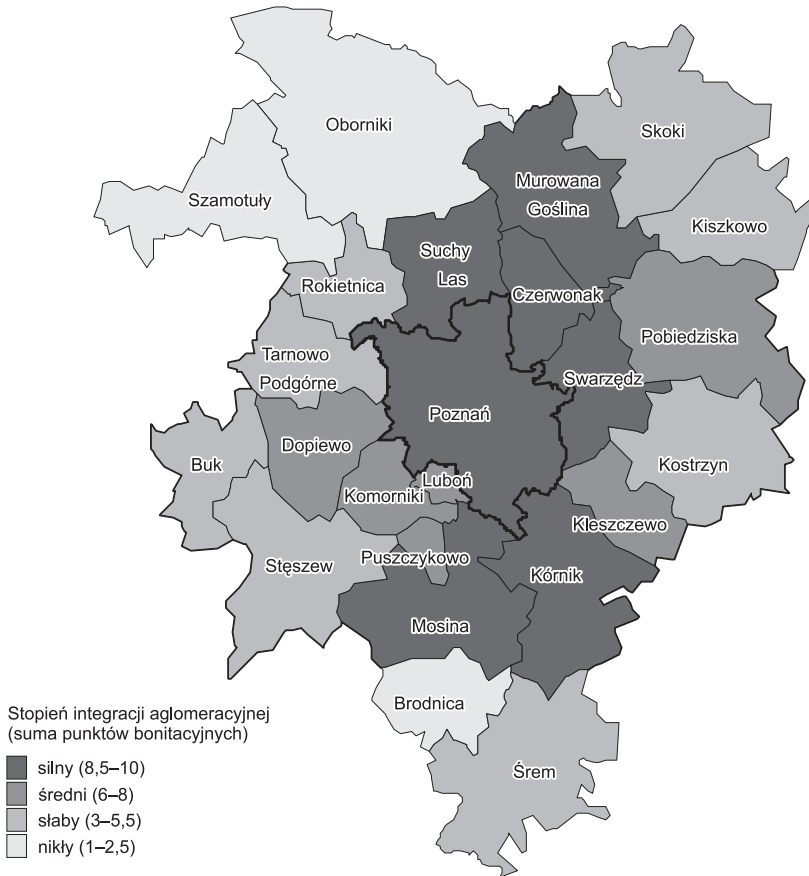 Oborniki
Skoki
Szamotuły
Murowana
Goślina
Kiszkowo
Suchy
Las
Rokietnica
Czerwonak
Pobiedziska
Tarnowo
Podgórne
Swarzędz
Poznań
Buk
Dopiewo
Kostrzyn
Luboń
Komorniki
Kleszczewo
Stęszew
Puszczykowo
Kórnik
Mosina
Brodnica
Śrem
Stopień integracji aglomeracyjnej
(suma punktów bonitacyjnych)
silny (8,5–10)
średni (6–8)
słaby (3–5,5)
nikły (1–2,5)